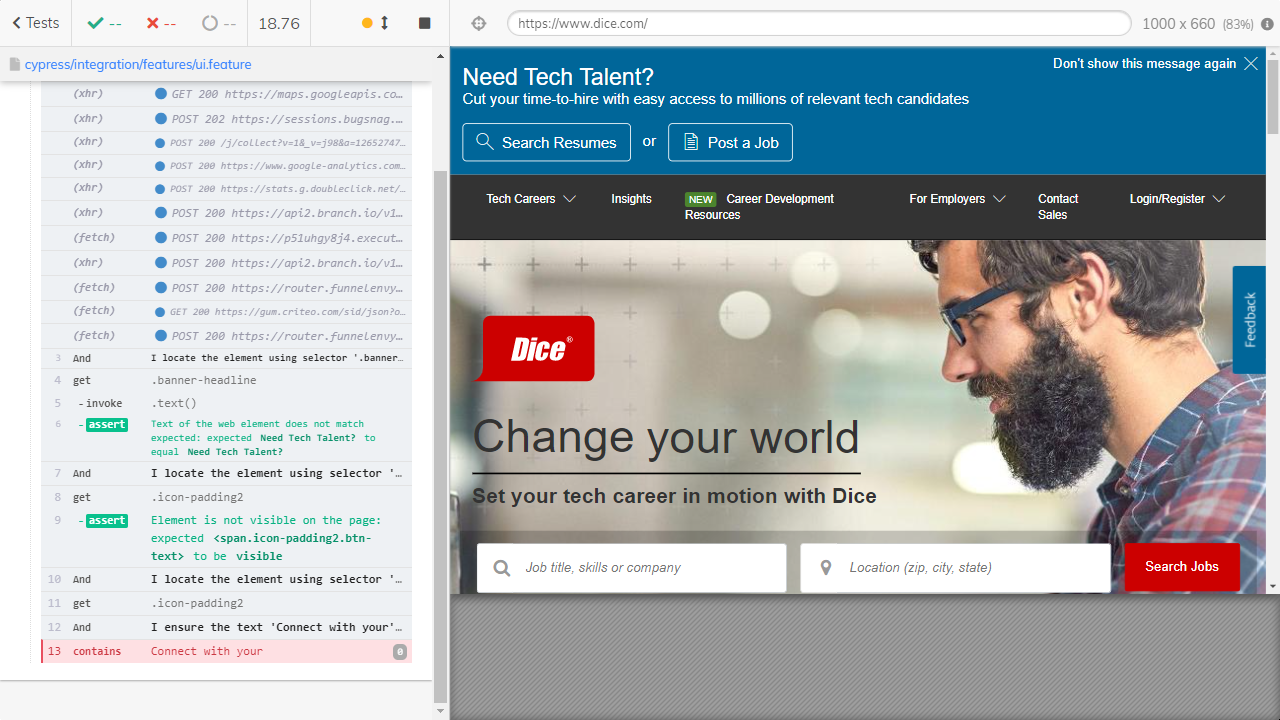 Tests
--
--
--
18.76
https://www.dice.com/
1000 x 660 (83%)
cypress/integration/features/ui.feature
(xhr) GET 200 https://maps.googleapis.co…
(xhr) POST 202 https://sessions.bugsnag.…
(xhr) POST 200 /j/collect?v=1&_v=j98&a=12652747…
(xhr) POST 200 https://www.google-analytics.com…
(xhr) POST 200 https://stats.g.doubleclick.net/…
(xhr) POST 200 https://api2.branch.io/v1…
(fetch) POST 200 https://p51uhgy8j4.execut…
(xhr) POST 200 https://api2.branch.io/v1…
(fetch) POST 200 https://router.funnelenvy…
(fetch) GET 200 https://gum.criteo.com/sid/json?o…
(fetch) POST 200 https://router.funnelenvy…
3 And I locate the element using selector '.banner…
4 get .banner-headline
5 -invoke .text()
6 -assert Text of the web element does not match
expected: expected Need Tech Talent? to
equal Need Tech Talent?
7 And I locate the element using selector '…
8 get .icon-padding2
9 -assert Element is not visible on the page:
expected <span.icon-padding2.btn-
text> to be visible
10 And I locate the element using selector '…
11 get .icon-padding2
12 And I ensure the text 'Connect with your'…
13 contains Connect with your 0
Don't show this message again
Need Tech Talent?
Cut your time-to-hire with easy access to millions of relevant tech candidates
Search Resumes or Post a Job
Tech Careers
Insights
NEW Career Development
Resources
For Employers
Contact
Sales
Login/Register
Feedback
Dice®
Change your world
Set your tech career in motion with Dice
Job title, skills or company
Location (zip, city, state)
Search Jobs